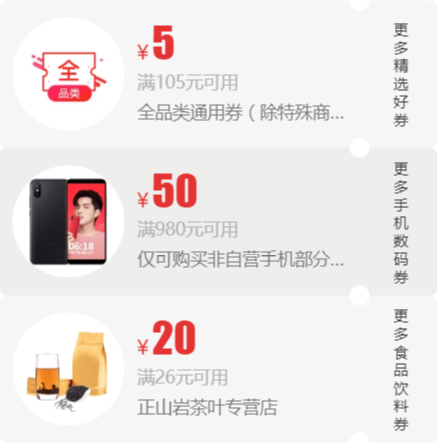 全
品类
¥5
满105元可用
全品类通用券（除特殊商...
更多精选好券
06:18
¥50
满980元可用
仅可购买非自营手机部分...
更多手机数码券
¥20
满26元可用
正山岩茶叶专营店
更多食品饮料券